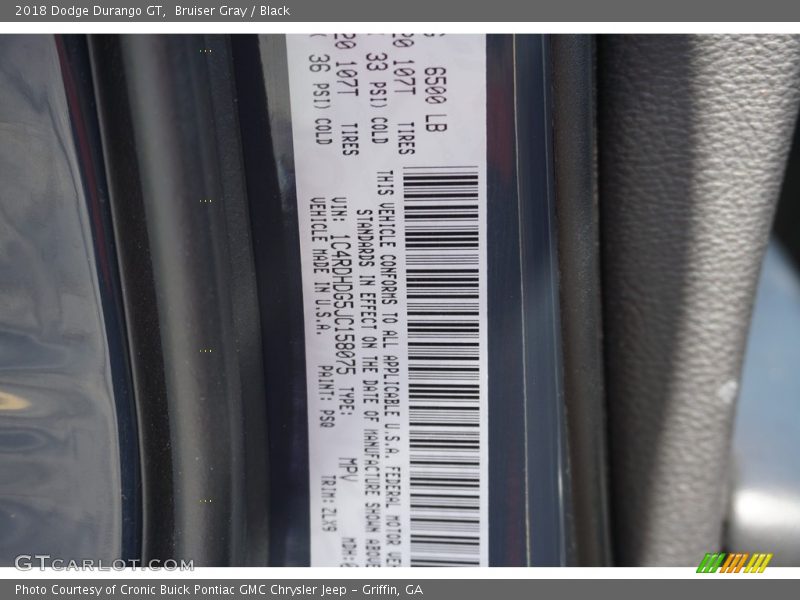 2018 Dodge Durango GT, Bruiser Gray / Black
6500 LB
20 107T TIRES
33 PSI) COLD
20 107T TIRES
36 PSI) COLD
THIS VEHICLE CONFORMS TO ALL APPLICABLE U.S.A. FEDERAL MOTOR
STANDARDS IN EFFECT ON THE DATE OF MANUFACTURE SHOWN ABOVE
VIN: 1C4RDHDG5JC158075 TYPE: MPV
VEHICLE MADE IN U.S.A. PAINT: PSQ TRIM: ZLX9
GTCarLot.com
Photo Courtesy of Cronic Buick Pontiac GMC Chrysler Jeep - Griffin, GA